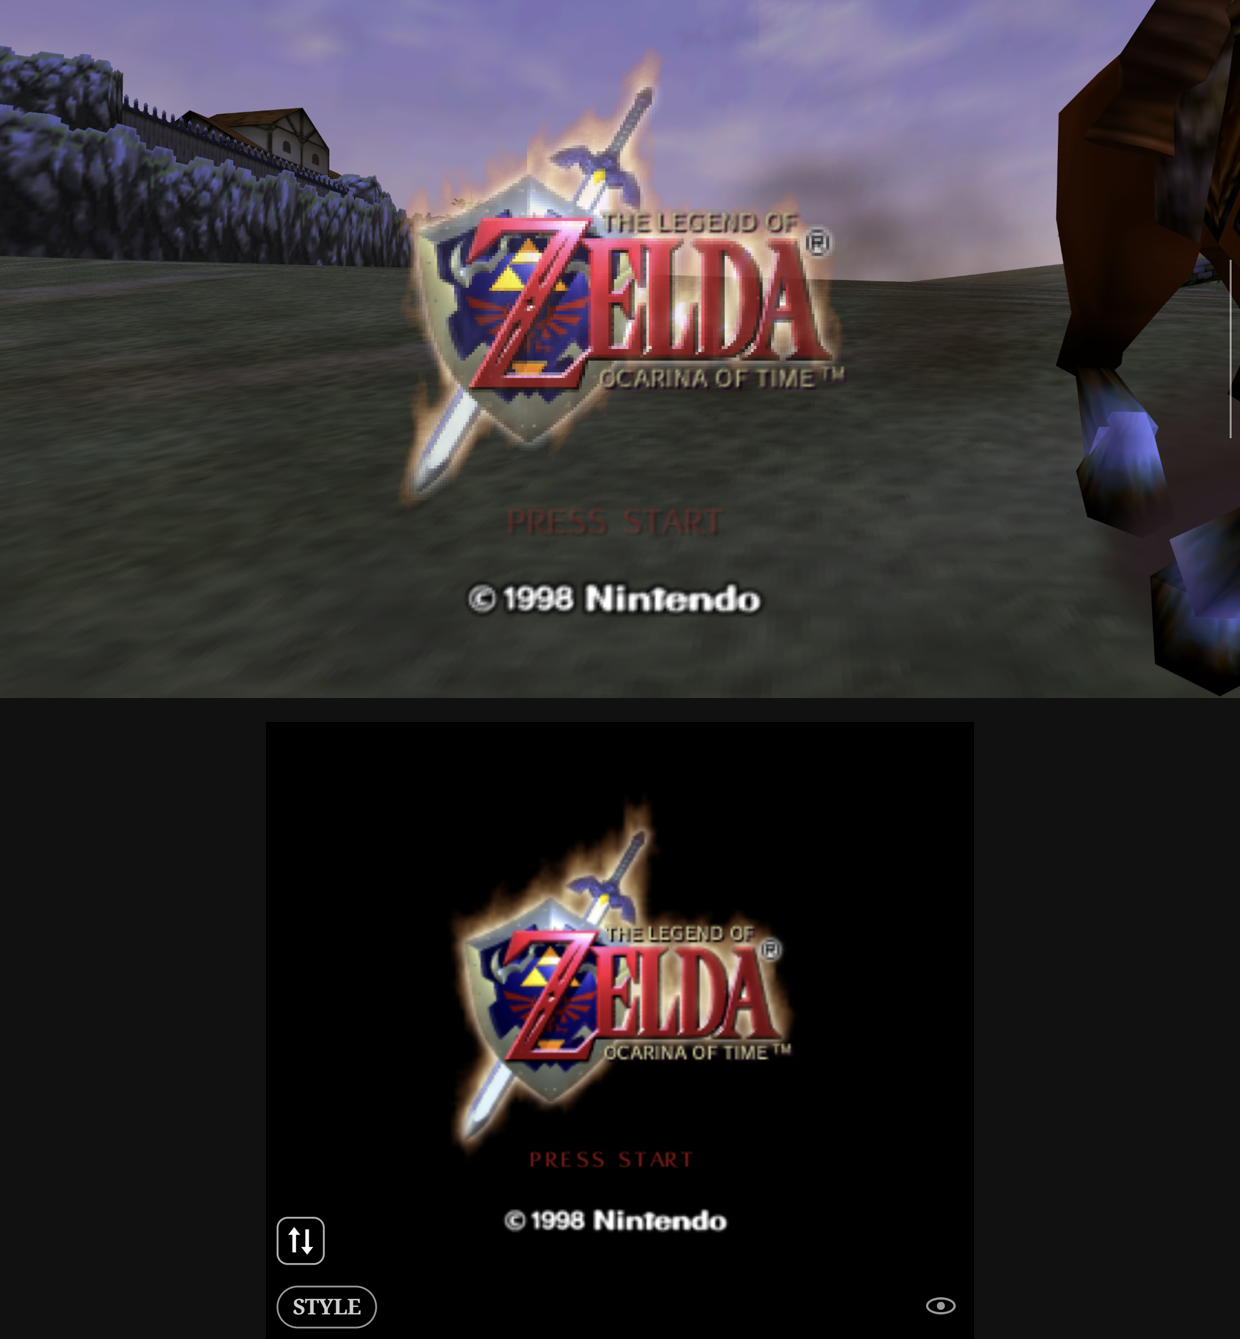 THE LEGEND OF
ZELDA®
OCARINA OF TIME™
PRESS START
© 1998 Nintendo
THE LEGEND OF
ZELDA®
OCARINA OF TIME™
PRESS START
© 1998 Nintendo
STYLE